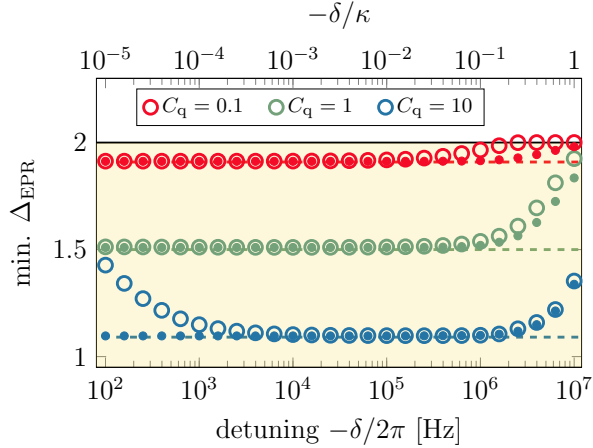 −δ/κ
10⁻⁵ 10⁻⁴ 10⁻³ 10⁻² 10⁻¹ 1
C_q = 0.1 C_q = 1 C_q = 10
min. Δ_EPR
2
1.5
1
10² 10³ 10⁴ 10⁵ 10⁶ 10⁷
detuning −δ/2π [Hz]